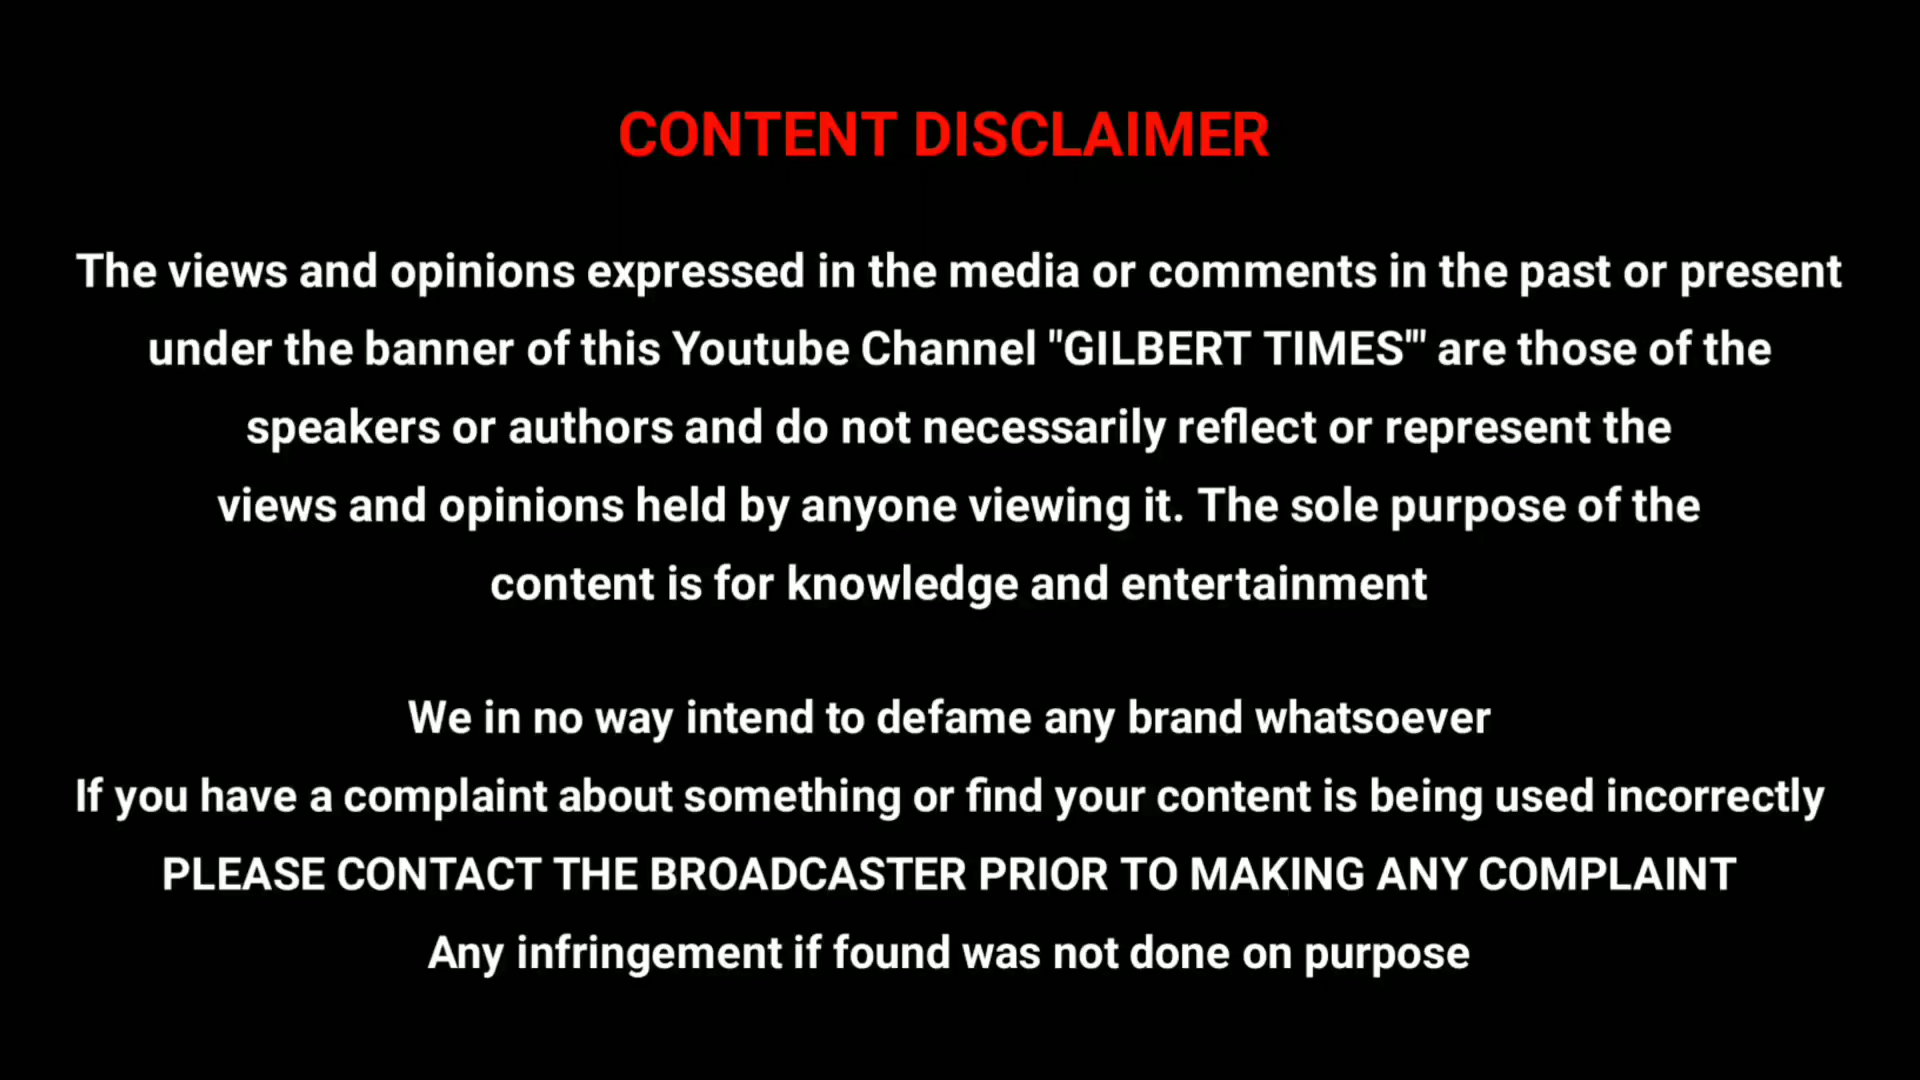 CONTENT DISCLAIMER
The views and opinions expressed in the media or comments in the past or present
under the banner of this Youtube Channel "GILBERT TIMES'" are those of the
speakers or authors and do not necessarily reflect or represent the
views and opinions held by anyone viewing it. The sole purpose of the
content is for knowledge and entertainment
We in no way intend to defame any brand whatsoever
If you have a complaint about something or find your content is being used incorrectly
PLEASE CONTACT THE BROADCASTER PRIOR TO MAKING ANY COMPLAINT
Any infringement if found was not done on purpose